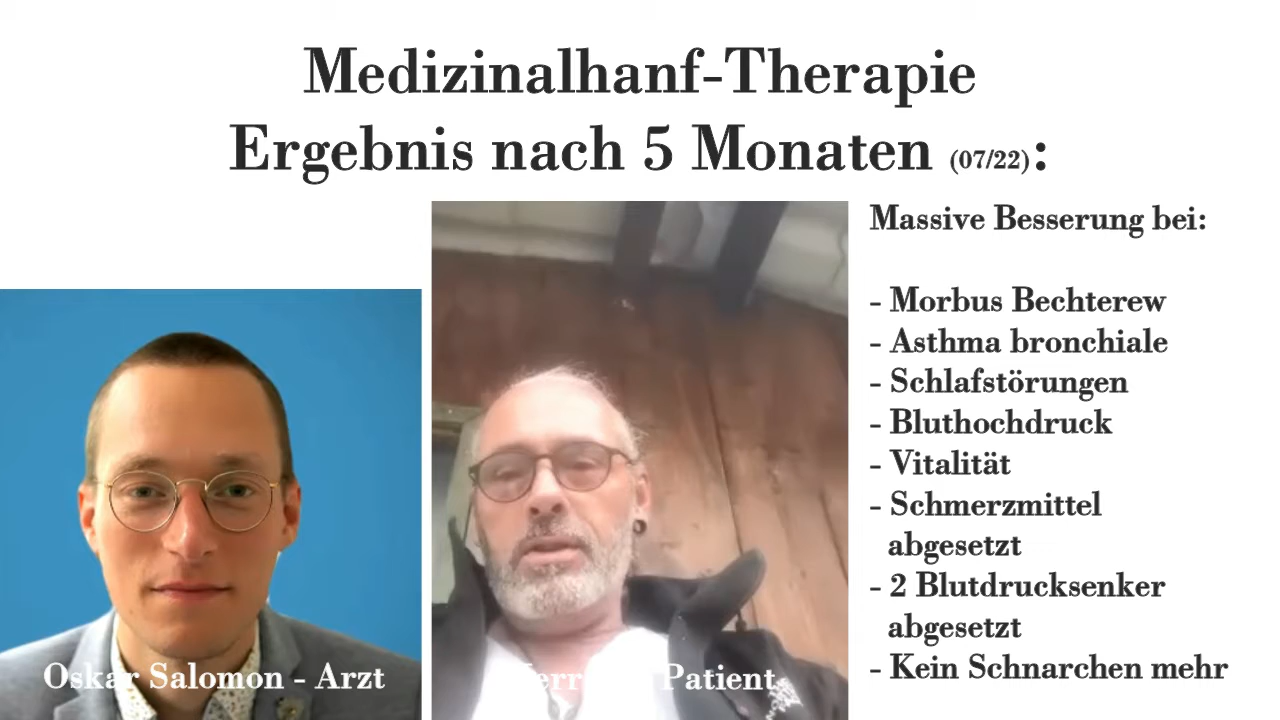 Medizinalhanf-Therapie
Ergebnis nach 5 Monaten (07/22):
Massive Besserung bei:
- Morbus Bechterew
- Asthma bronchiale
- Schlafstörungen
- Bluthochdruck
- Vitalität
- Schmerzmittel
abgesetzt
- 2 Blutdrucksenker
abgesetzt
- Kein Schnarchen mehr
Oskar Salomon - Arzt
Patient